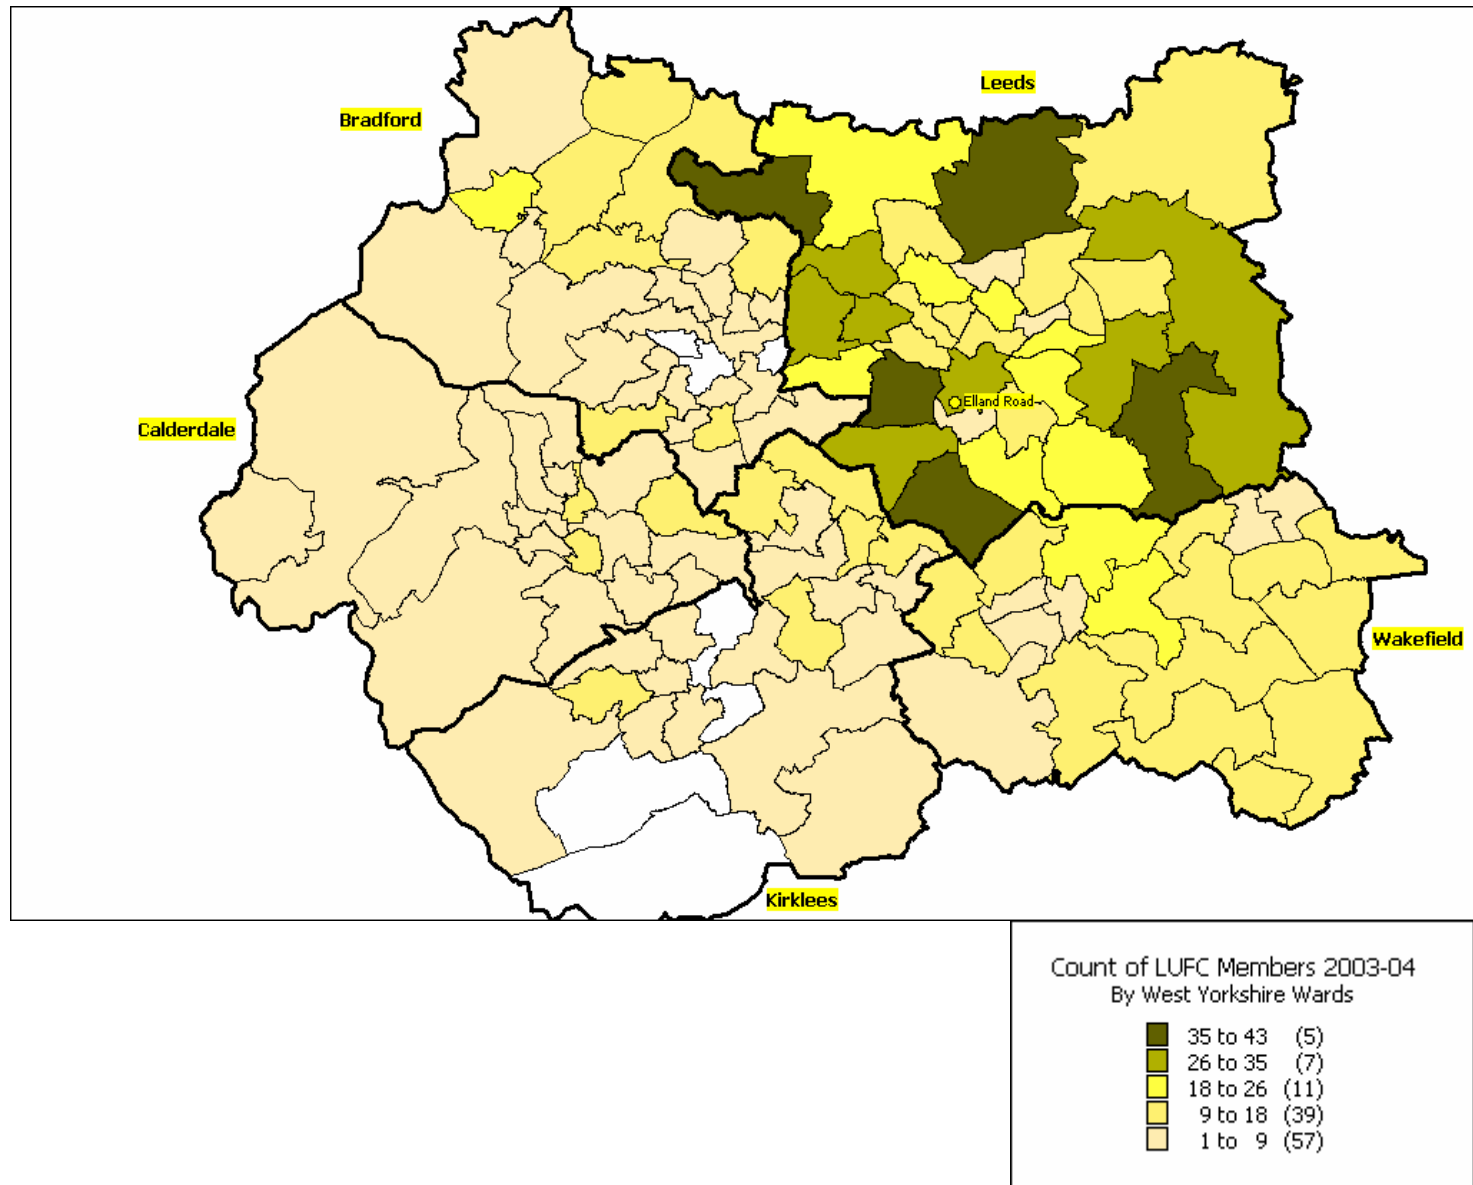 Leeds
Bradford
Elland Road
Calderdale
Wakefield
Kirklees
Count of LUFC Members 2003-04
By West Yorkshire Wards
35 to 43 (5)
26 to 35 (7)
18 to 26 (11)
9 to 18 (39)
1 to 9 (57)